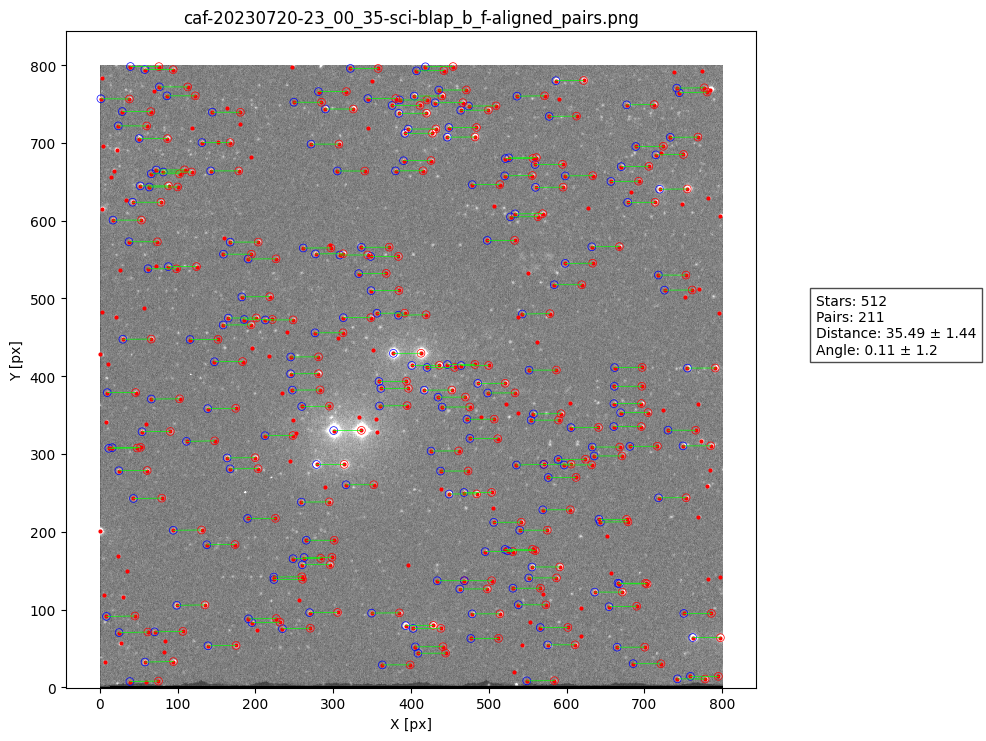 caf-20230720-23_00_35-sci-blap_b_f-aligned_pairs.png
800
700
600
500
400
300
200
100
0
Y [px]
0 100 200 300 400 500 600 700 800
X [px]
Stars: 512
Pairs: 211
Distance: 35.49 ± 1.44
Angle: 0.11 ± 1.2